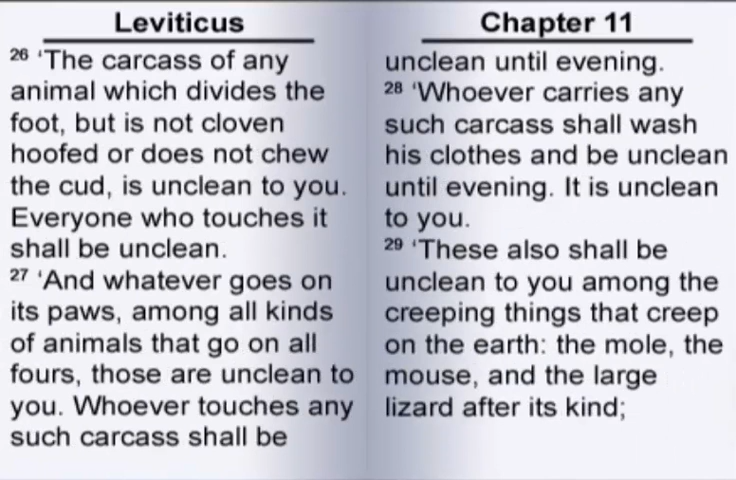 Leviticus
26 ‘The carcass of any
animal which divides the
foot, but is not cloven
hoofed or does not chew
the cud, is unclean to you.
Everyone who touches it
shall be unclean.
27 ‘And whatever goes on
its paws, among all kinds
of animals that go on all
fours, those are unclean to
you. Whoever touches any
such carcass shall be
Chapter 11
unclean until evening.
28 ‘Whoever carries any
such carcass shall wash
his clothes and be unclean
until evening. It is unclean
to you.
29 ‘These also shall be
unclean to you among the
creeping things that creep
on the earth: the mole, the
mouse, and the large
lizard after its kind;